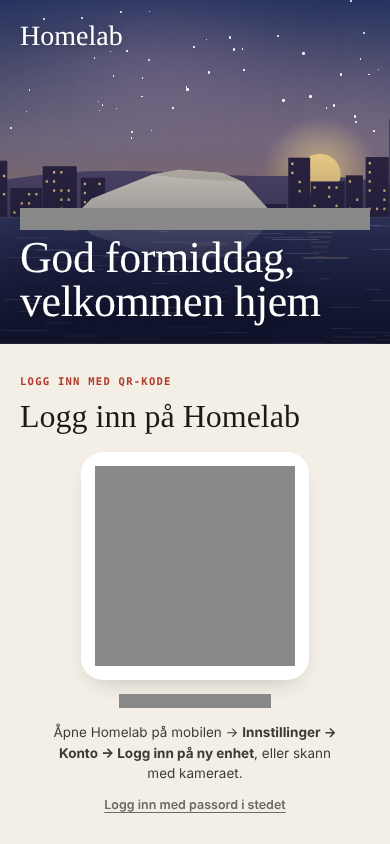 Homelab
God formiddag,
velkommen hjem
LOGG INN MED QR-KODE
Logg inn på Homelab
Åpne Homelab på mobilen → Innstillinger →
Konto → Logg inn på ny enhet, eller skann
med kameraet.
Logg inn med passord i stedet